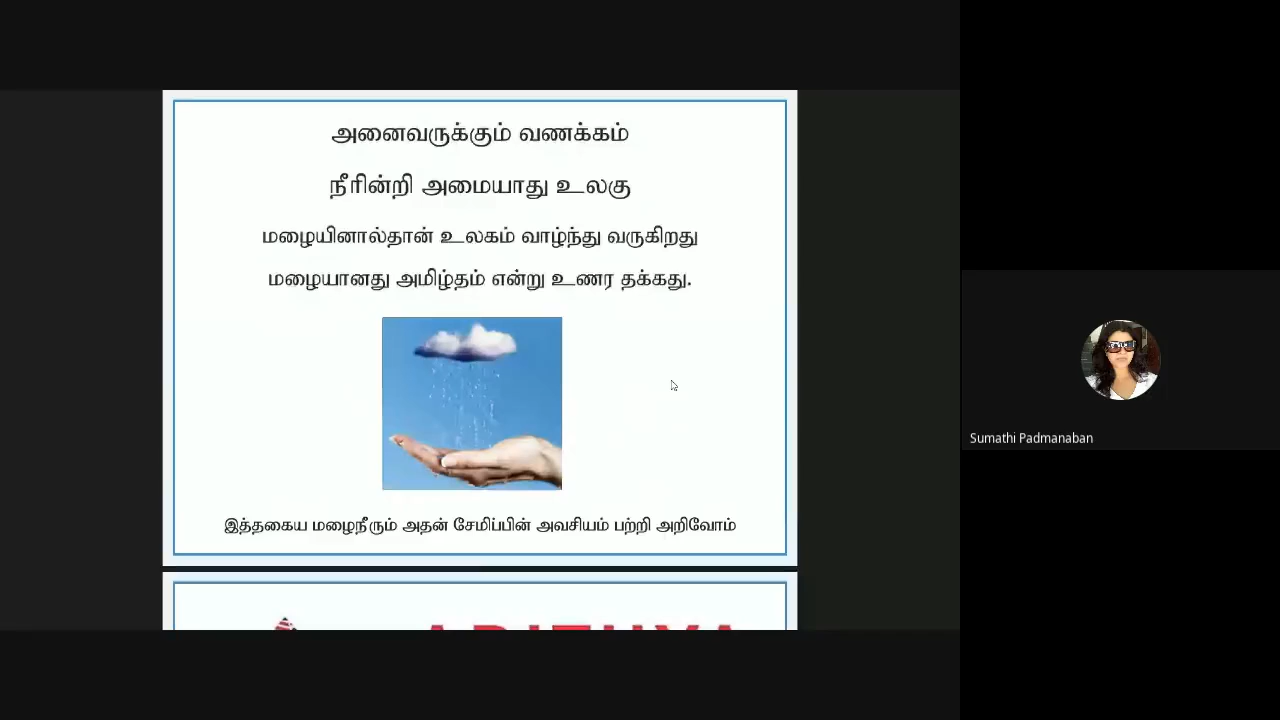 அனைவருக்கும் வணக்கம்
நீரின்றி அமையாது உலகு
மழையினால்தான் உலகம் வாழ்ந்து வருகிறது
மழையானது அமிழ்தம் என்று உணர தக்கது.
இத்தகைய மழைநீரும் அதன் சேமிப்பின் அவசியம் பற்றி அறிவோம்
Sumathi Padmanaban